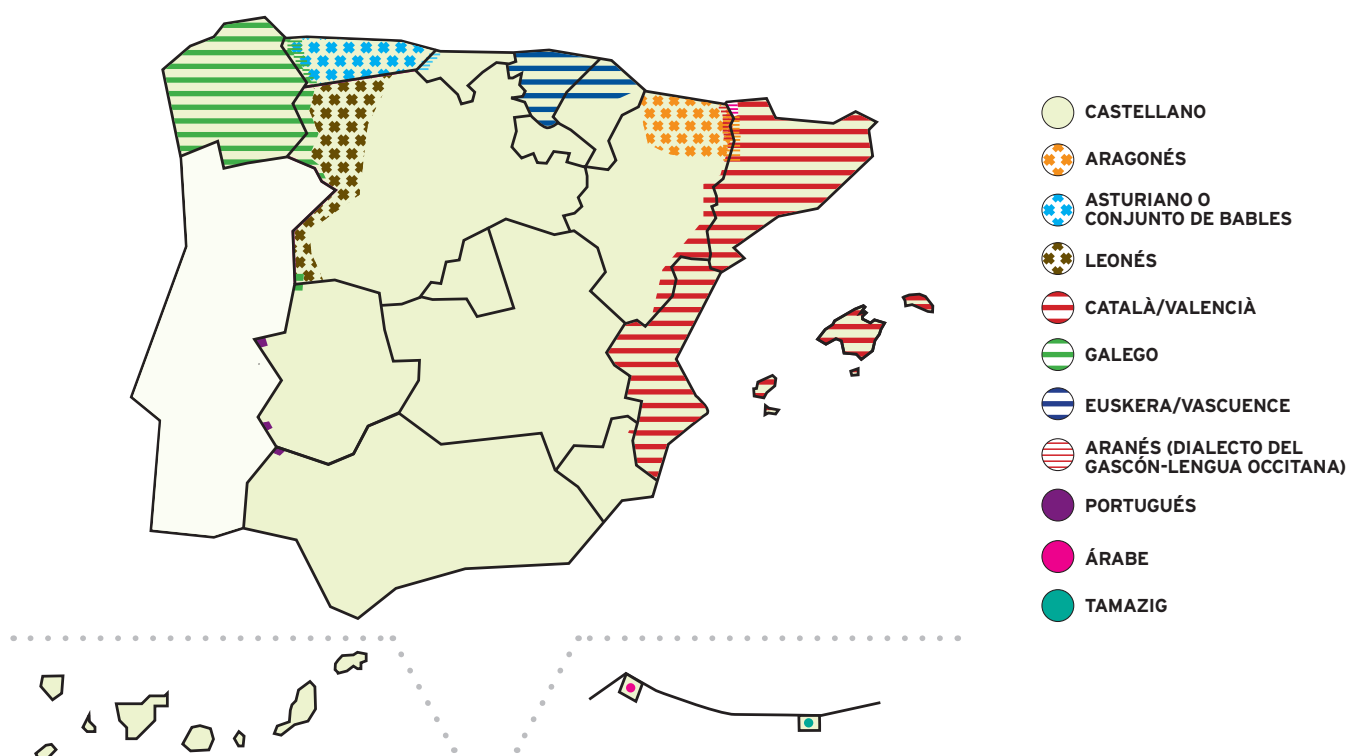 CASTELLANO
ARAGONÉS
ASTURIANO O
CONJUNTO DE BABLES
LEONÉS
CATALÀ/VALENCIÀ
GALEGO
EUSKERA/VASCUENCE
ARANÉS (DIALECTO DEL
GASCÓN-LENGUA OCCITANA)
PORTUGUÉS
ÁRABE
TAMAZIG